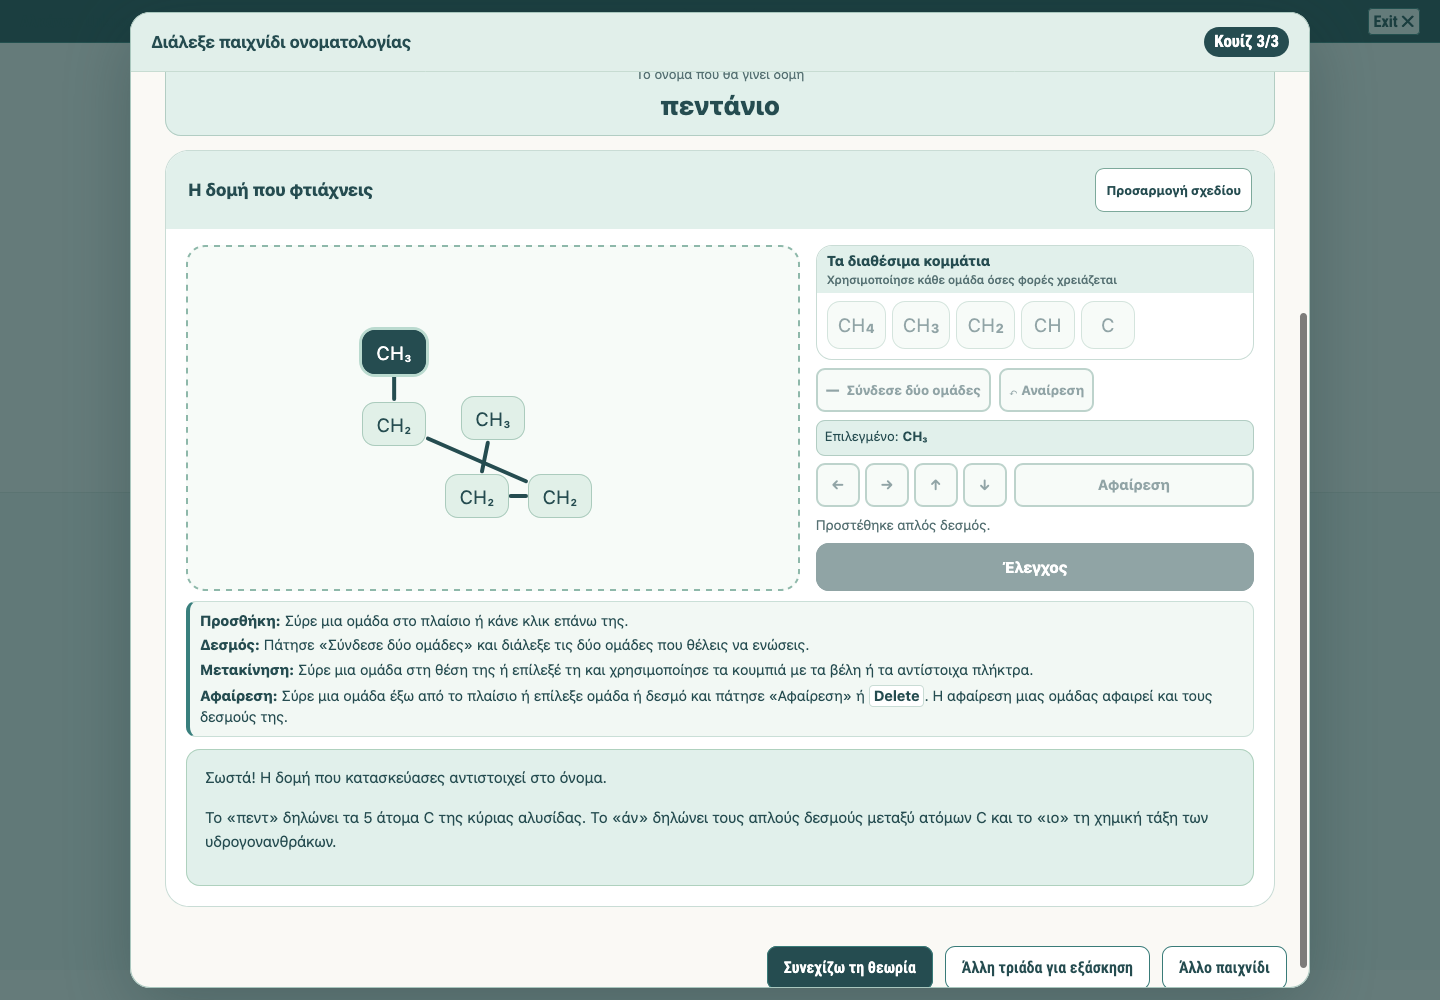 Exit ✕
Διάλεξε παιχνίδι ονοματολογίας
Κουίζ 3/3
Το όνομα που θα γίνει δομή
πεντάνιο
Η δομή που φτιάχνεις
Προσαρμογή σχεδίου
CH₃
CH₂
CH₃
CH₂
CH₂
Τα διαθέσιμα κομμάτια
Χρησιμοποίησε κάθε ομάδα όσες φορές χρειάζεται
CH₄ CH₃ CH₂ CH C
— Σύνδεσε δύο ομάδες
↶ Αναίρεση
Επιλεγμένο: CH₃
← → ↑ ↓ Αφαίρεση
Προστέθηκε απλός δεσμός.
Έλεγχος
Προσθήκη: Σύρε μια ομάδα στο πλαίσιο ή κάνε κλικ επάνω της.
Δεσμός: Πάτησε «Σύνδεσε δύο ομάδες» και διάλεξε τις δύο ομάδες που θέλεις να ενώσεις.
Μετακίνηση: Σύρε μια ομάδα στη θέση της ή επίλεξέ τη και χρησιμοποίησε τα κουμπιά με τα βέλη ή τα αντίστοιχα πλήκτρα.
Αφαίρεση: Σύρε μια ομάδα έξω από το πλαίσιο ή επίλεξε ομάδα ή δεσμό και πάτησε «Αφαίρεση» ή Delete. Η αφαίρεση μιας ομάδας αφαιρεί και τους
δεσμούς της.
Σωστά! Η δομή που κατασκεύασες αντιστοιχεί στο όνομα.
Το «πεντ» δηλώνει τα 5 άτομα C της κύριας αλυσίδας. Το «άν» δηλώνει τους απλούς δεσμούς μεταξύ ατόμων C και το «ιο» τη χημική τάξη των
υδρογονανθράκων.
Συνεχίζω τη θεωρία
Άλλη τριάδα για εξάσκηση
Άλλο παιχνίδι